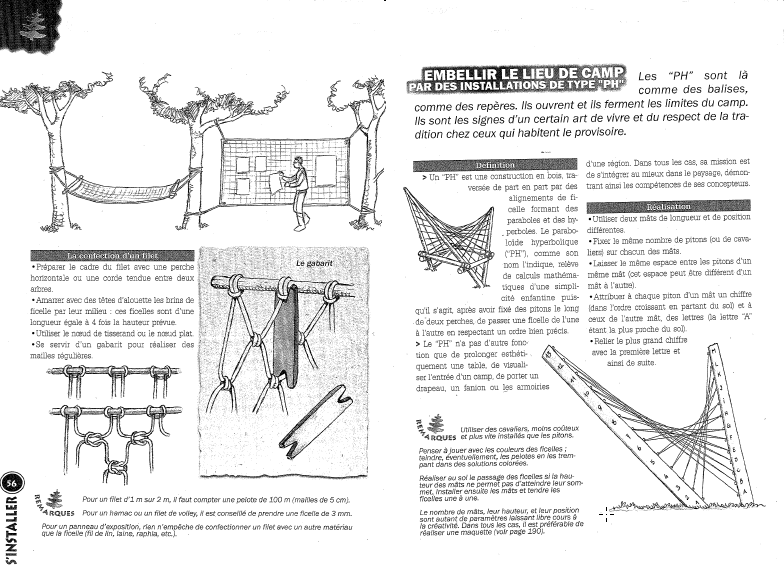 La confection d'un filet
• Préparer le cadre du filet avec une perche
horizontale ou une corde tendue entre deux
arbres.
• Amarrer avec des têtes d'alouette les brins de
ficelle par leur milieu : ces ficelles sont d'une
longueur égale à 4 fois la hauteur prévue.
• Utiliser le nœud de tisserand ou le nœud plat.
• Se servir d'un gabarit pour réaliser des
mailles régulières.
Le gabarit
REMARQUES
Pour un filet d'1 m sur 2 m, il faut compter une pelote de 100 m (mailles de 5 cm).
Pour un hamac ou un filet de volley, il est conseillé de prendre une ficelle de 3 mm.
Pour un panneau d'exposition, rien n'empêche de confectionner un filet avec un autre matériau
que la ficelle (fil de lin, laine, raphia, etc.).
56
S'INSTALLER
EMBELLIR LE LIEU DE CAMP
PAR DES INSTALLATIONS DE TYPE "PH"
Les "PH" sont là
comme des balises,
comme des repères. Ils ouvrent et ils ferment les limites du camp.
Ils sont les signes d'un certain art de vivre et du respect de la tra-
dition chez ceux qui habitent le provisoire.
Définition
> Un "PH" est une construction en bois, tra-
versée de part en part par des
alignements de fi-
celle formant des
paraboles et des hy-
perboles. Le parabo-
loïde hyperbolique
("PH"), comme son
nom l'indique, relève
de calculs mathéma-
tiques d'une simpli-
cité enfantine puis-
qu'il s'agit, après avoir fixé des pitons le long
de deux perches, de passer une ficelle de l'une
à l'autre en respectant un ordre bien précis.
> Le "PH" n'a pas d'autre fonc-
tion que de prolonger esthéti-
quement une table, de visuali-
ser l'entrée d'un camp, de porter un
drapeau, un fanion ou les armoiries
d'une région. Dans tous les cas, sa mission est
de s'intégrer au mieux dans le paysage, démon-
trant ainsi les compétences de ses concepteurs.
Réalisation
• Utiliser deux mâts de longueur et de position
différentes.
• Fixer le même nombre de pitons (ou de cava-
liers) sur chacun des mâts.
• Laisser le même espace entre les pitons d'un
même mât (cet espace peut être différent d'un
mât à l'autre).
• Attribuer à chaque piton d'un mât un chiffre
(dans l'ordre croissant en partant du sol) et à
ceux de l'autre mât, des lettres (la lettre "A"
étant la plus proche du sol).
• Relier le plus grand chiffre
avec la première lettre et
ainsi de suite.
REMARQUES
Utiliser des cavaliers, moins coûteux
et plus vite installés que les pitons.
Penser à jouer avec les couleurs des ficelles ;
teindre, éventuellement, les pelotes en les trem-
pant dans des solutions colorées.
Réaliser au sol le passage des ficelles si la hau-
teur des mâts ne permet pas d'atteindre leur som-
met, installer ensuite les mâts et tendre les
ficelles une à une.
Le nombre de mâts, leur hauteur, et leur position
sont autant de paramètres laissant libre cours à
la créativité. Dans tous les cas, il est préférable de
réaliser une maquette (voir page 190).